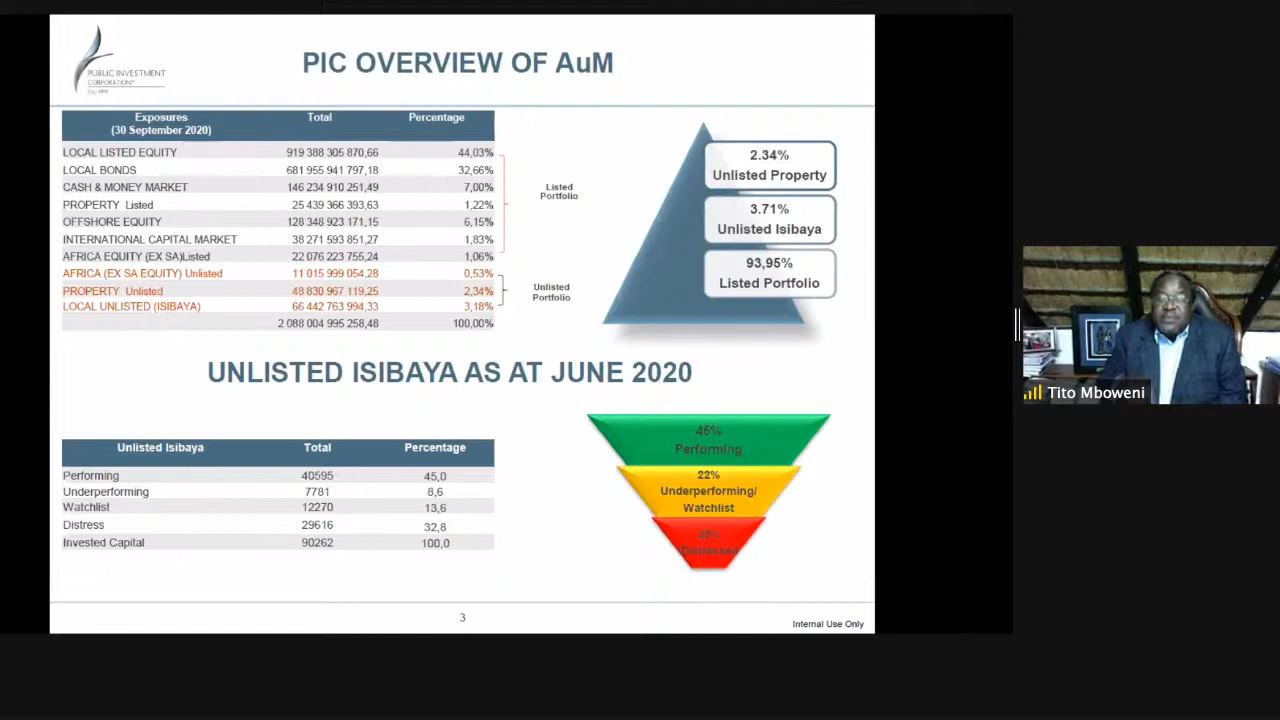 PUBLIC INVESTMENT
CORPORATION®
PIC OVERVIEW OF AuM
Exposures
(30 September 2020) Total Percentage
LOCAL LISTED EQUITY 919 388 305 870,66 44,03%
LOCAL BONDS 681 955 941 797,18 32,66%
CASH & MONEY MARKET 146 234 910 251,49 7,00%
PROPERTY Listed 25 439 366 393,63 1,22%
OFFSHORE EQUITY 128 348 923 171,15 6,15%
INTERNATIONAL CAPITAL MARKET 38 271 593 851,27 1,83%
AFRICA EQUITY (EX SA)Listed 22 076 223 755,24 1,06%
AFRICA (EX SA EQUITY) Unlisted 11 015 999 054,28 0,53%
PROPERTY Unlisted 48 830 967 119,25 2,34%
LOCAL UNLISTED (ISIBAYA) 66 442 763 994,33 3,18%
2 088 004 995 258,48 100,00%
Listed
Portfolio
Unlisted
Portfolio
2.34%
Unlisted Property
3.71%
Unlisted Isibaya
93,95%
Listed Portfolio
UNLISTED ISIBAYA AS AT JUNE 2020
Unlisted Isibaya Total Percentage
Performing 40595 45,0
Underperforming 7781 8,6
Watchlist 12270 13,6
Distress 29616 32,8
Invested Capital 90262 100,0
45%
Performing
22%
Underperforming/
Watchlist
33%
Distressed
3
Internal Use Only
Tito Mboweni